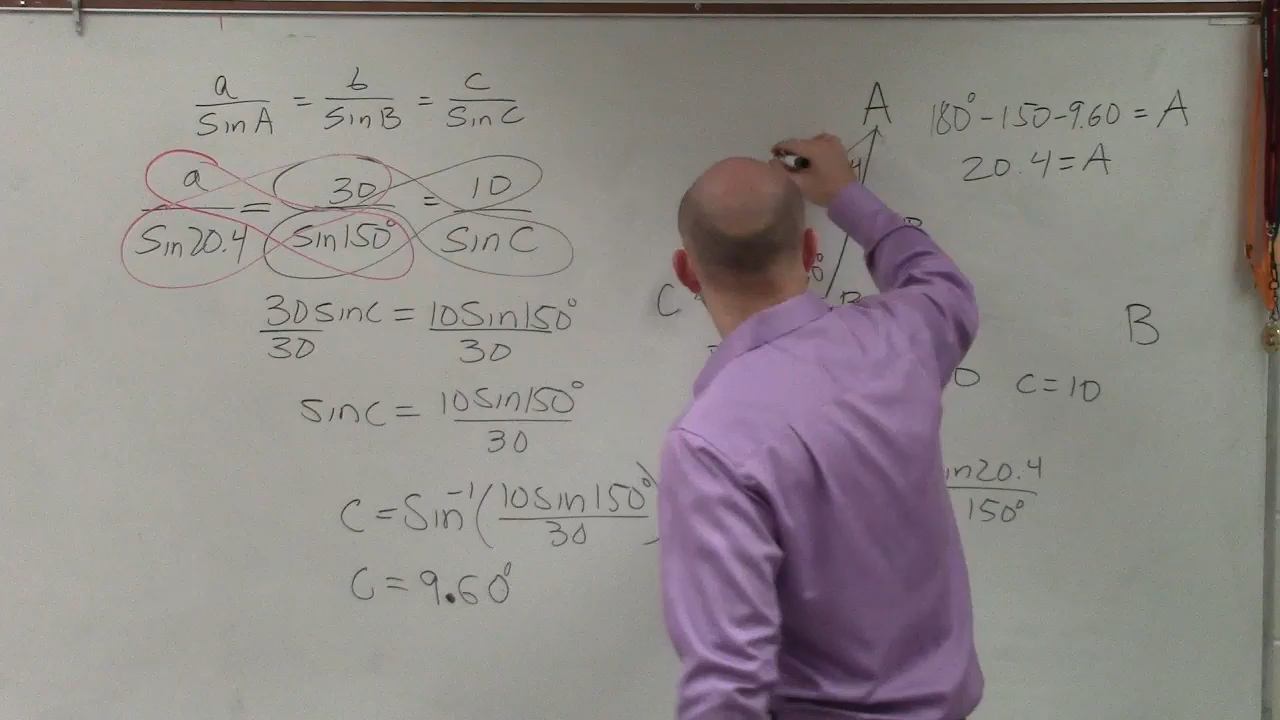 a/SinA = b/SinB = c/SinC
a/Sin20.4 = 30/Sin150° = 10/SinC
30SinC/30 = 10Sin150°/30
SinC = 10Sin150°/30
C = Sin⁻¹(10Sin150°/30)
C = 9.60°
A
180° - 150 - 9.60 = A
20.4 = A
C
B
B
c = 10
in20.4/150°